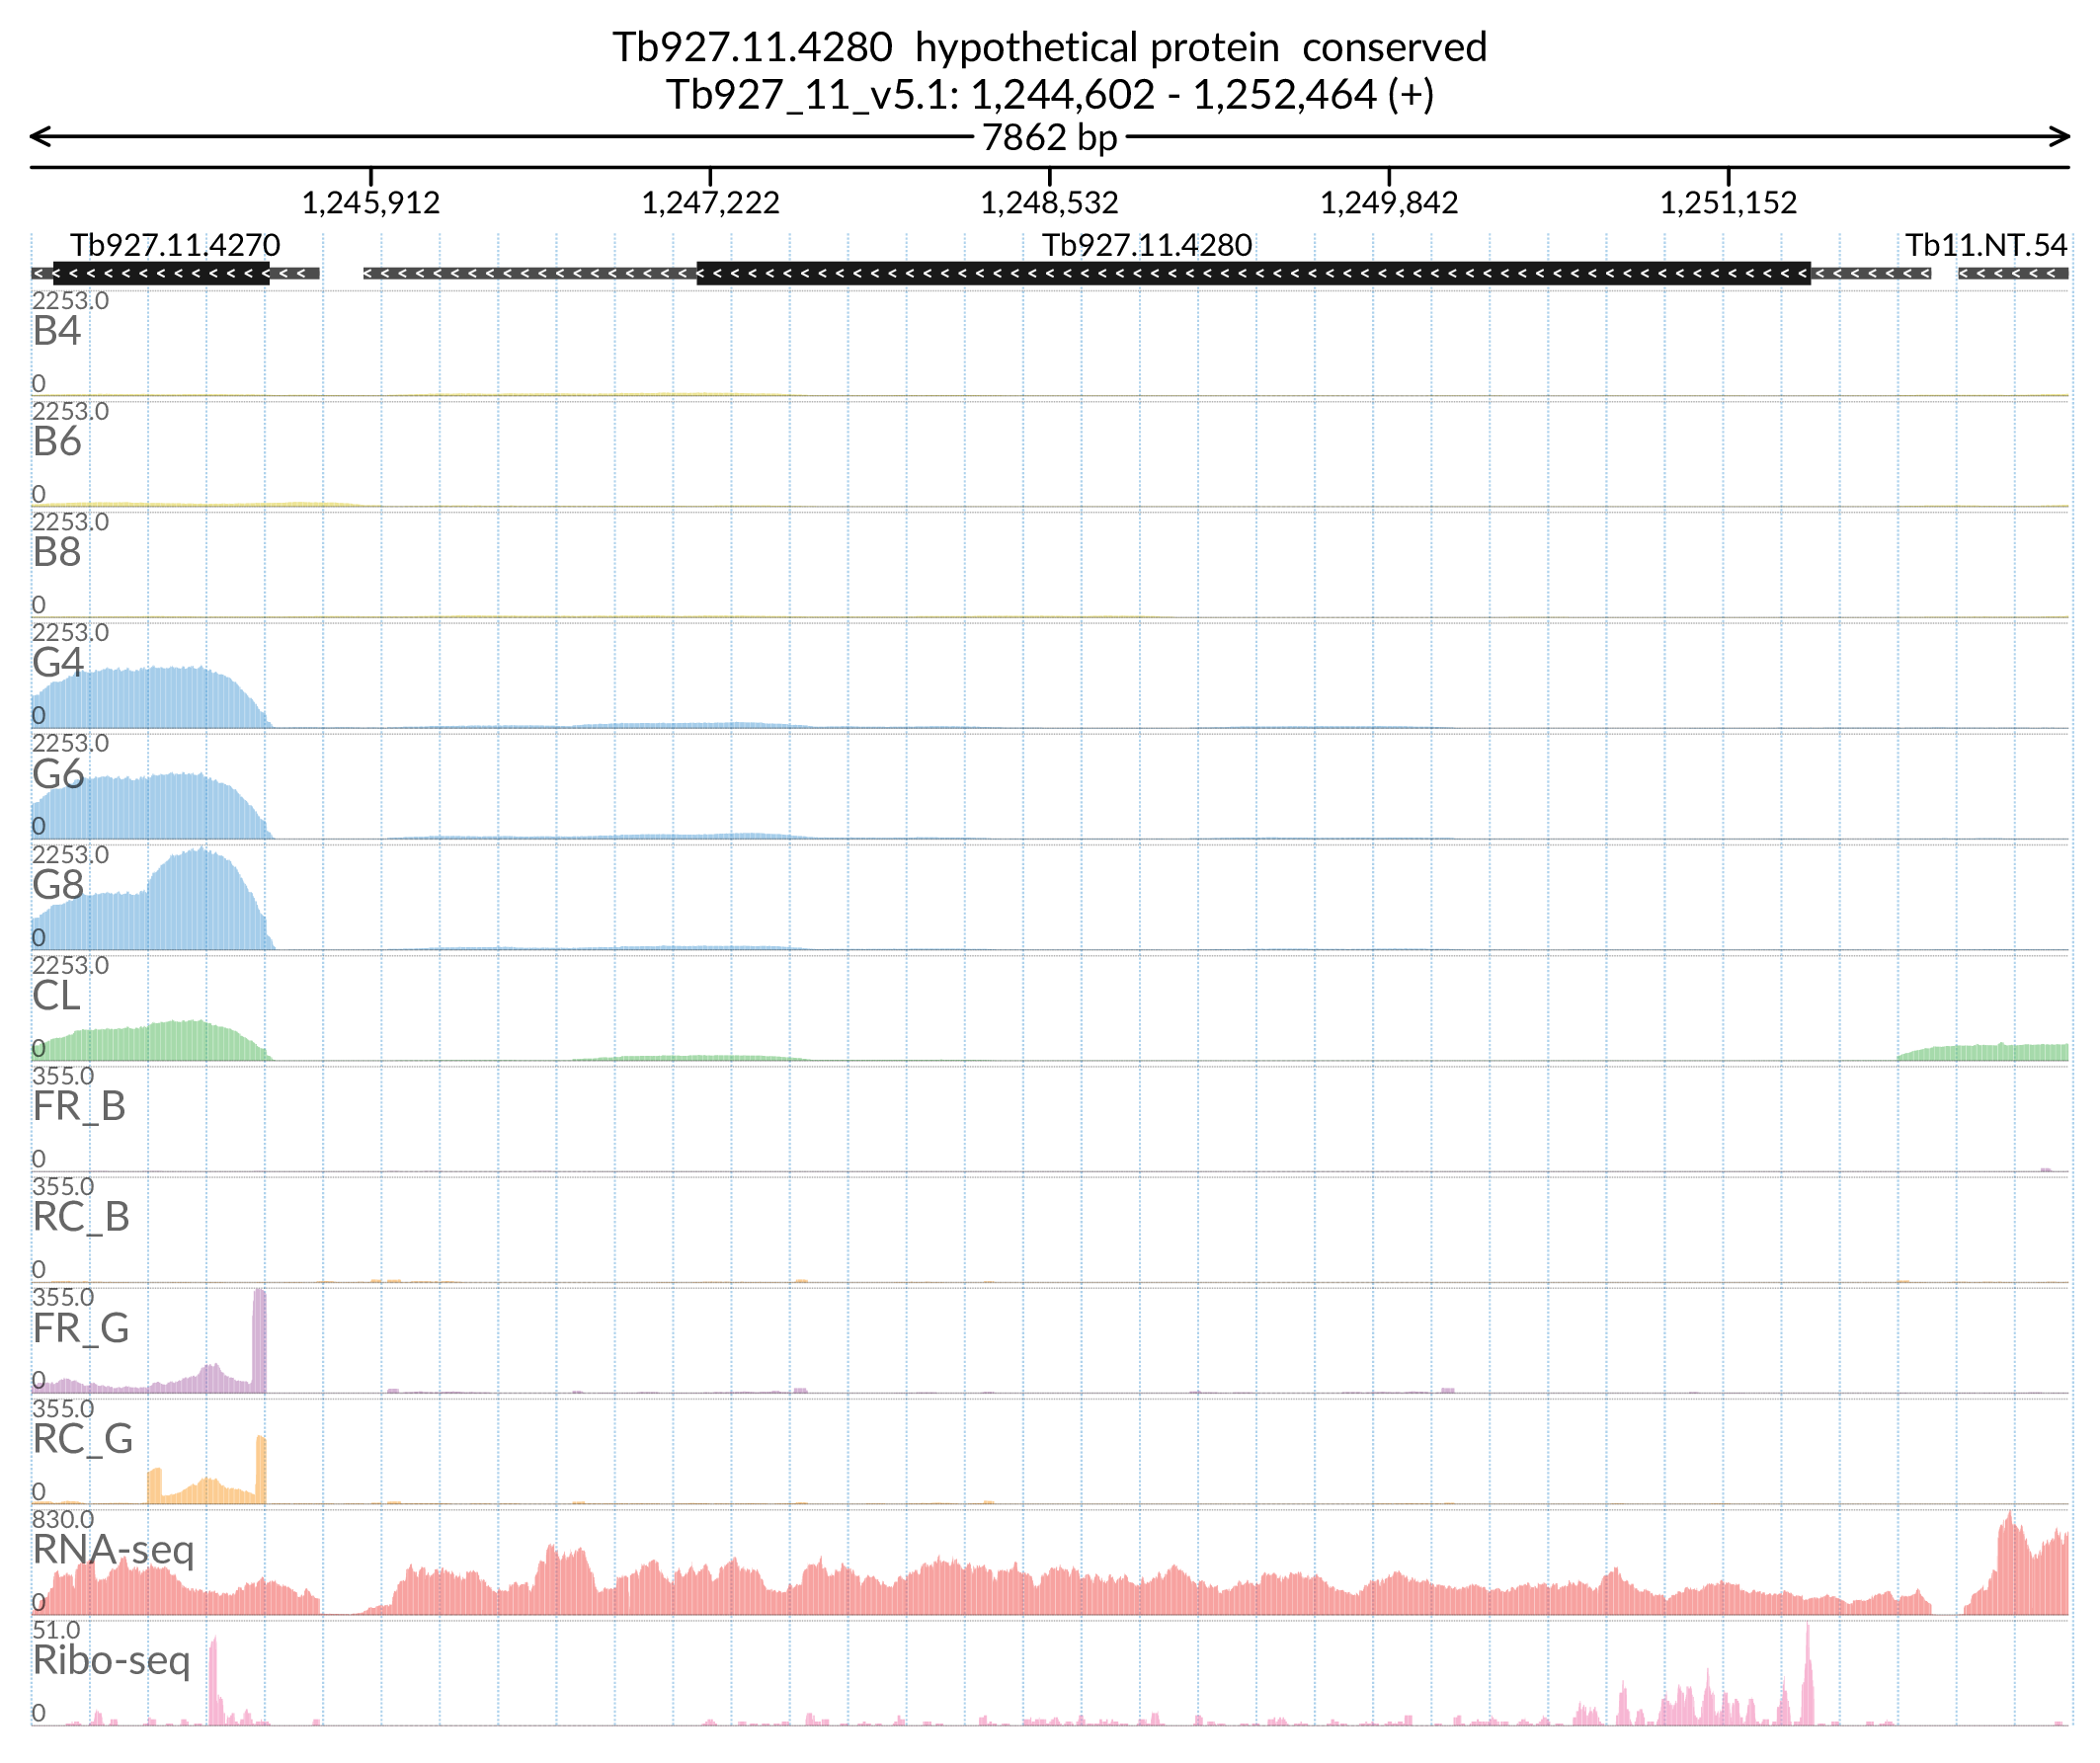 Tb927.11.4280  hypothetical protein  conserved
Tb927_11_v5.1: 1,244,602 - 1,252,464 (+)
7862 bp
1,245,912 1,247,222 1,248,532 1,249,842 1,251,152
Tb927.11.4270 Tb927.11.4280 Tb11.NT.54
2253.0
B4
0
2253.0
B6
0
2253.0
B8
0
2253.0
G4
0
2253.0
G6
0
2253.0
G8
0
2253.0
CL
0
355.0
FR_B
0
355.0
RC_B
0
355.0
FR_G
0
355.0
RC_G
0
830.0
RNA-seq
0
51.0
Ribo-seq
0